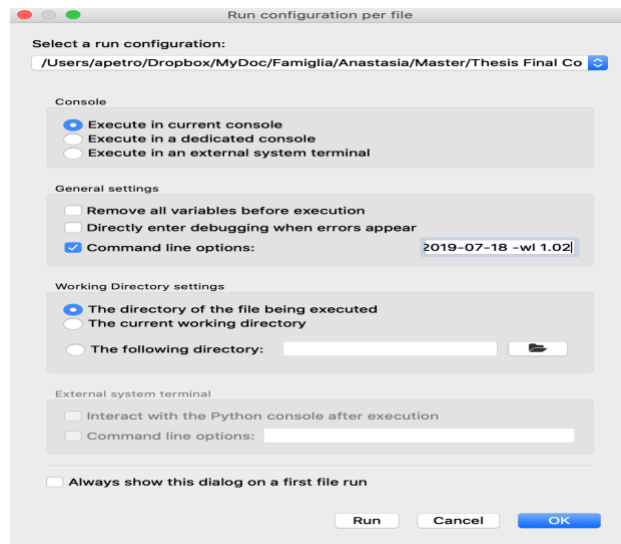 Run configuration per file
Select a run configuration:
/Users/apetro/Dropbox/MyDoc/Famiglia/Anastasia/Master/Thesis Final Co
Console
Execute in current console
Execute in a dedicated console
Execute in an external system terminal
General settings
Remove all variables before execution
Directly enter debugging when errors appear
Command line options: 2019-07-18 -wl 1.02
Working Directory settings
The directory of the file being executed
The current working directory
The following directory:
External system terminal
Interact with the Python console after execution
Command line options:
Always show this dialog on a first file run
Run Cancel OK